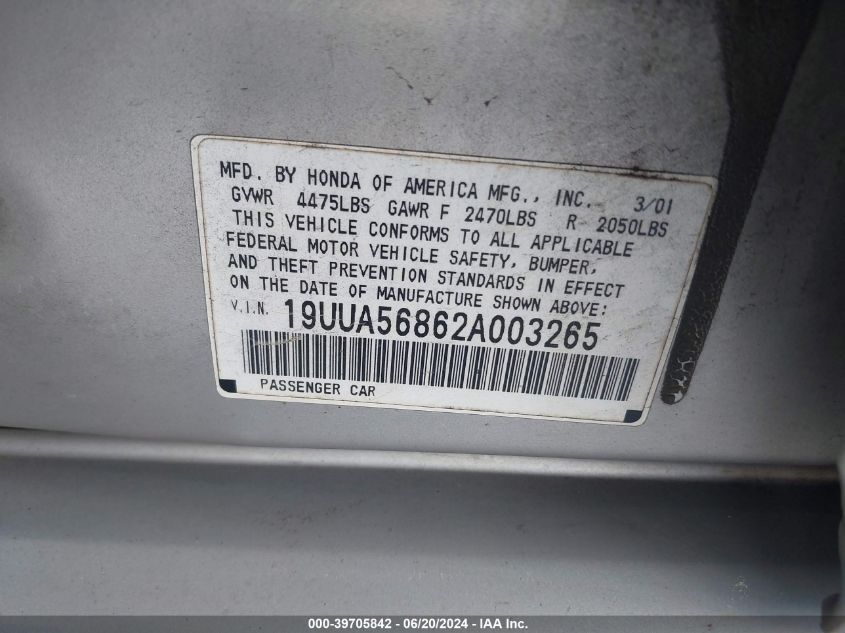 MFD. BY HONDA OF AMERICA MFG., INC. 3/01
GVWR 4475LBS GAWR F 2470LBS R 2050LBS
THIS VEHICLE CONFORMS TO ALL APPLICABLE
FEDERAL MOTOR VEHICLE SAFETY, BUMPER,
AND THEFT PREVENTION STANDARDS IN EFFECT
ON THE DATE OF MANUFACTURE SHOWN ABOVE:
V.I.N. 19UUA56862A003265
PASSENGER CAR
000-39705842 - 06/20/2024 - IAA Inc.